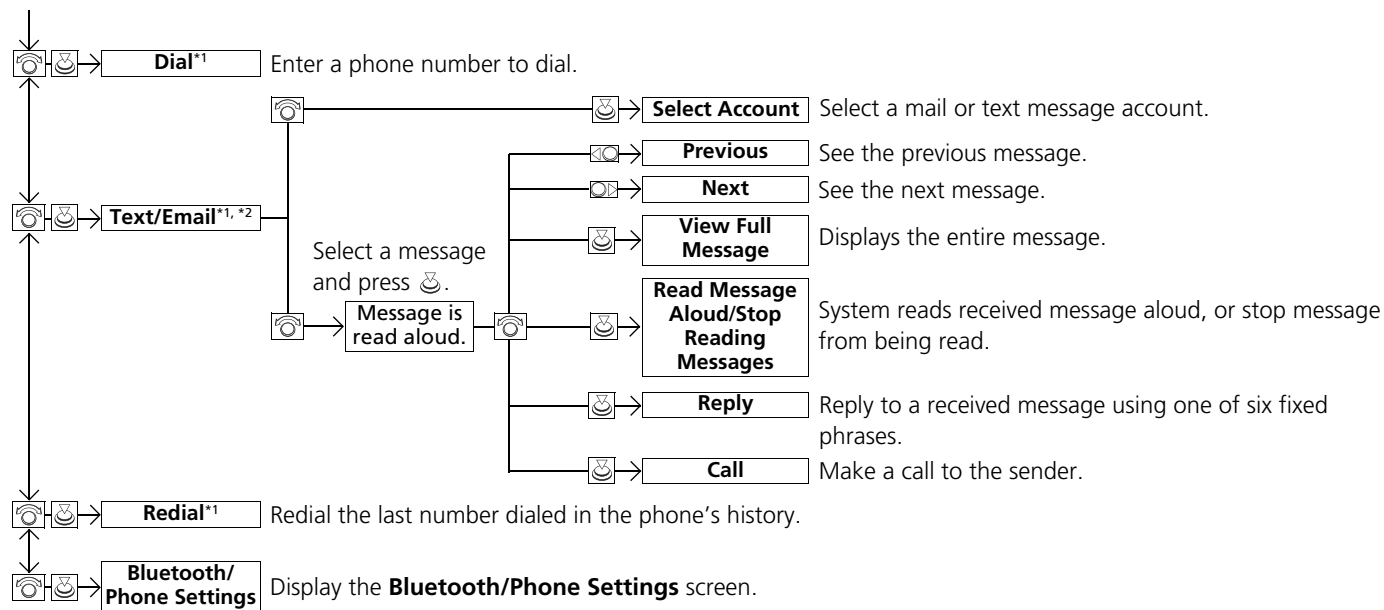 Dial*1 Enter a phone number to dial.
Select Account Select a mail or text message account.
Previous See the previous message.
Next See the next message.
Text/Email*1, *2
View Full
Message
Displays the entire message.
Select a message
and press .
Message is
read aloud.
Read Message
Aloud/Stop
Reading
Messages
System reads received message aloud, or stop message
from being read.
Reply Reply to a received message using one of six fixed
phrases.
Call Make a call to the sender.
Redial*1 Redial the last number dialed in the phone’s history.
Bluetooth/
Phone Settings
Display the Bluetooth/Phone Settings screen.